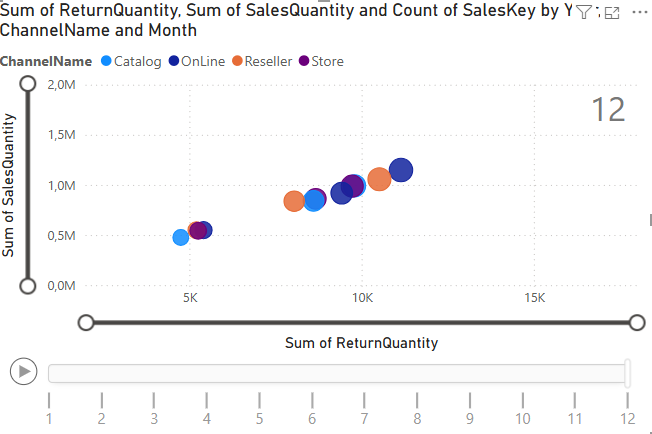 Sum of ReturnQuantity, Sum of SalesQuantity and Count of SalesKey by
ChannelName and Month
ChannelName Catalog OnLine Reseller Store
12
2,0M
1,5M
1,0M
0,5M
0,0M
Sum of SalesQuantity
5K 10K 15K
Sum of ReturnQuantity
1 2 3 4 5 6 7 8 9 10 11 12